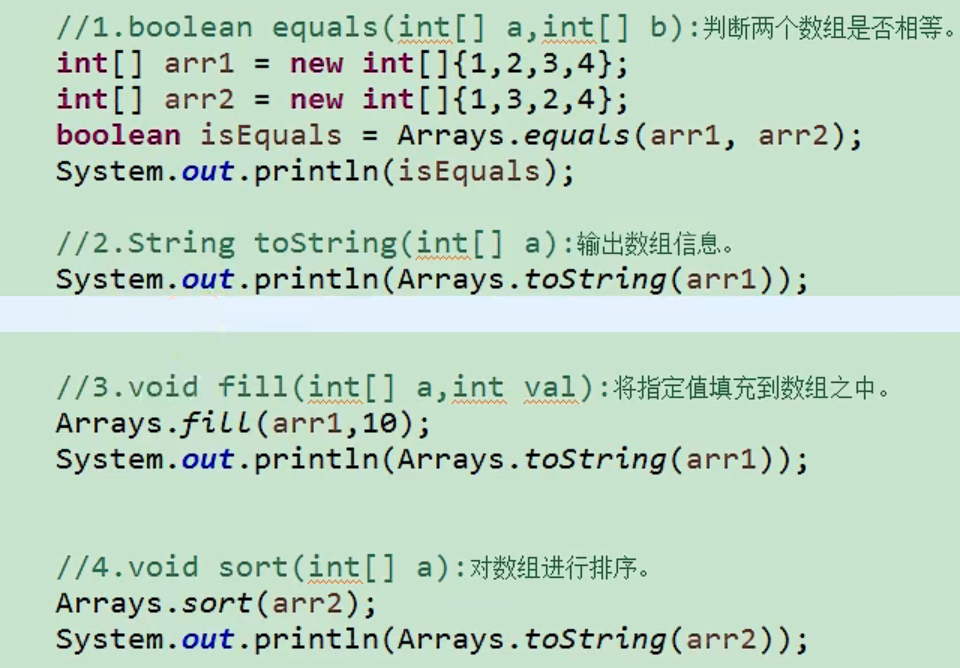 //1.boolean equals(int[] a,int[] b):判断两个数组是否相等。
int[] arr1 = new int[]{1,2,3,4};
int[] arr2 = new int[]{1,3,2,4};
boolean isEquals = Arrays.equals(arr1, arr2);
System.out.println(isEquals);
//2.String toString(int[] a):输出数组信息。
System.out.println(Arrays.toString(arr1));
//3.void fill(int[] a,int val):将指定值填充到数组之中。
Arrays.fill(arr1,10);
System.out.println(Arrays.toString(arr1));
//4.void sort(int[] a):对数组进行排序。
Arrays.sort(arr2);
System.out.println(Arrays.toString(arr2));